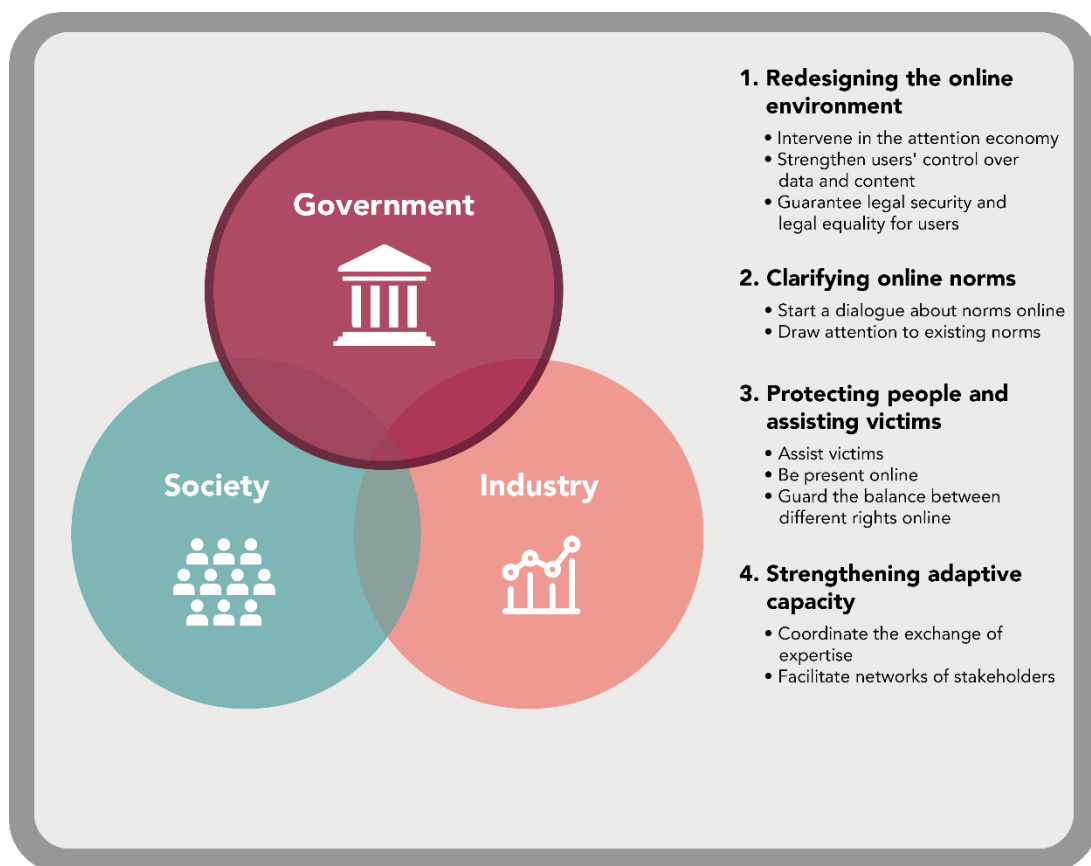 Government
Society
Industry
1. Redesigning the online
environment
• Intervene in the attention economy
• Strengthen users' control over
data and content
• Guarantee legal security and
legal equality for users
2. Clarifying online norms
• Start a dialogue about norms online
• Draw attention to existing norms
3. Protecting people and
assisting victims
• Assist victims
• Be present online
• Guard the balance between
different rights online
4. Strengthening adaptive
capacity
• Coordinate the exchange of
expertise
• Facilitate networks of stakeholders